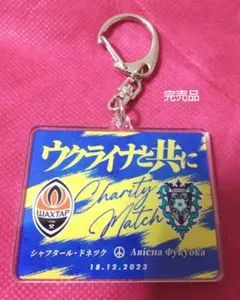 完売品
ウクライナと共に
Charity
Match
ШАХТАР
シャフタール・ドネツク
Авіспа Фукуока
18.12.2023